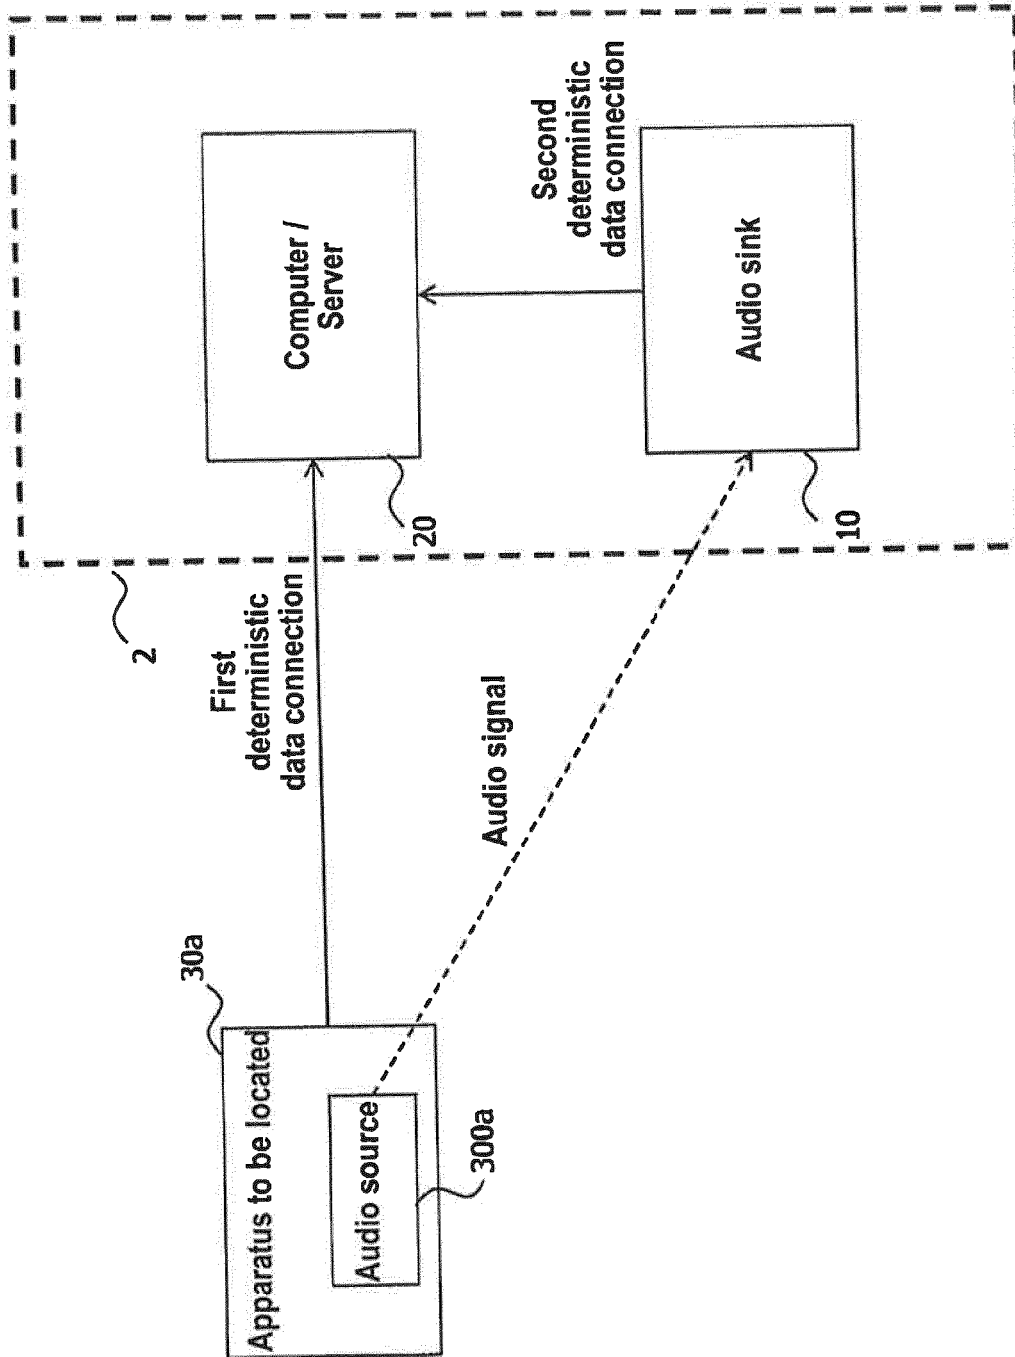 Apparatus to be located
Audio source
300a
30a
First
deterministic
data connection
Audio signal
2
Computer /
Server
20
Second
deterministic
data connection
Audio sink
10